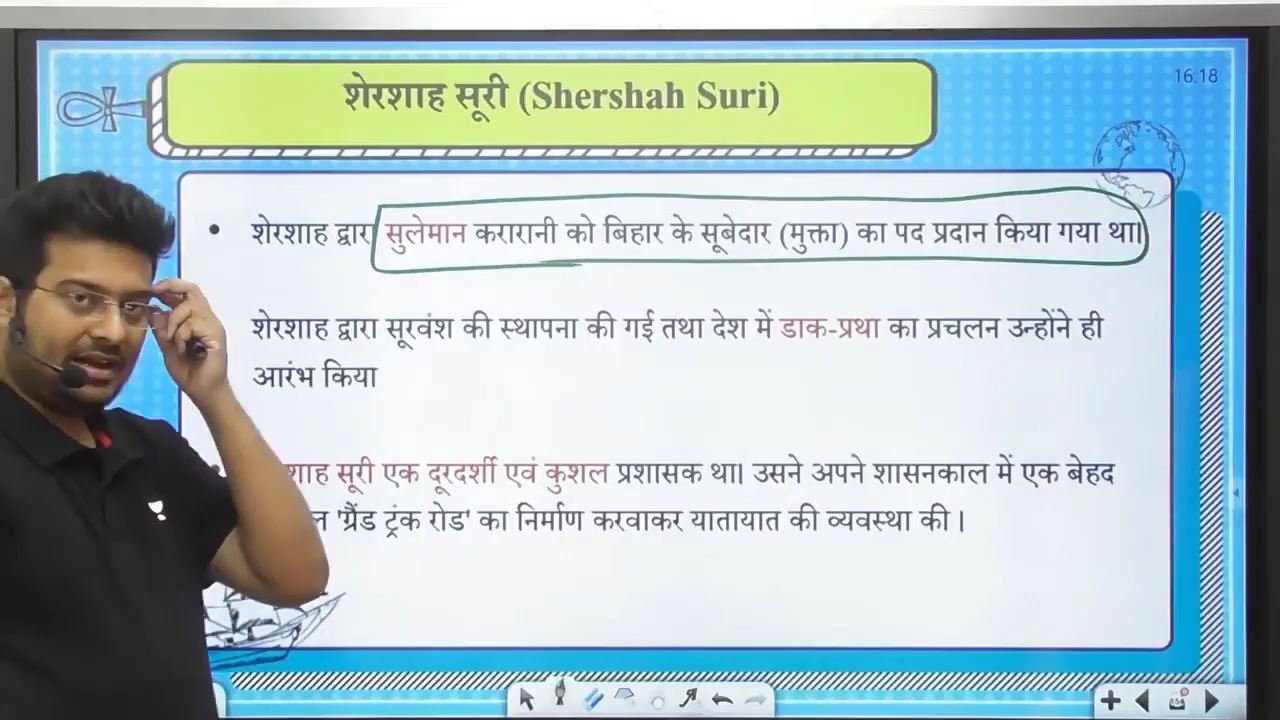 शेरशाह सूरी (Shershah Suri)
16:18
शेरशाह द्वारा सुलेमान करारानी को बिहार के सूबेदार (मुक्ता) का पद प्रदान किया गया था।
शेरशाह द्वारा सूरवंश की स्थापना की गई तथा देश में डाक-प्रथा का प्रचलन उन्होंने ही
आरंभ किया
सूरी एक दूरदर्शी एवं कुशल प्रशासक था। उसने अपने शासनकाल में एक बेहद
'ग्रैंड ट्रंक रोड' का निर्माण करवाकर यातायात की व्यवस्था की।